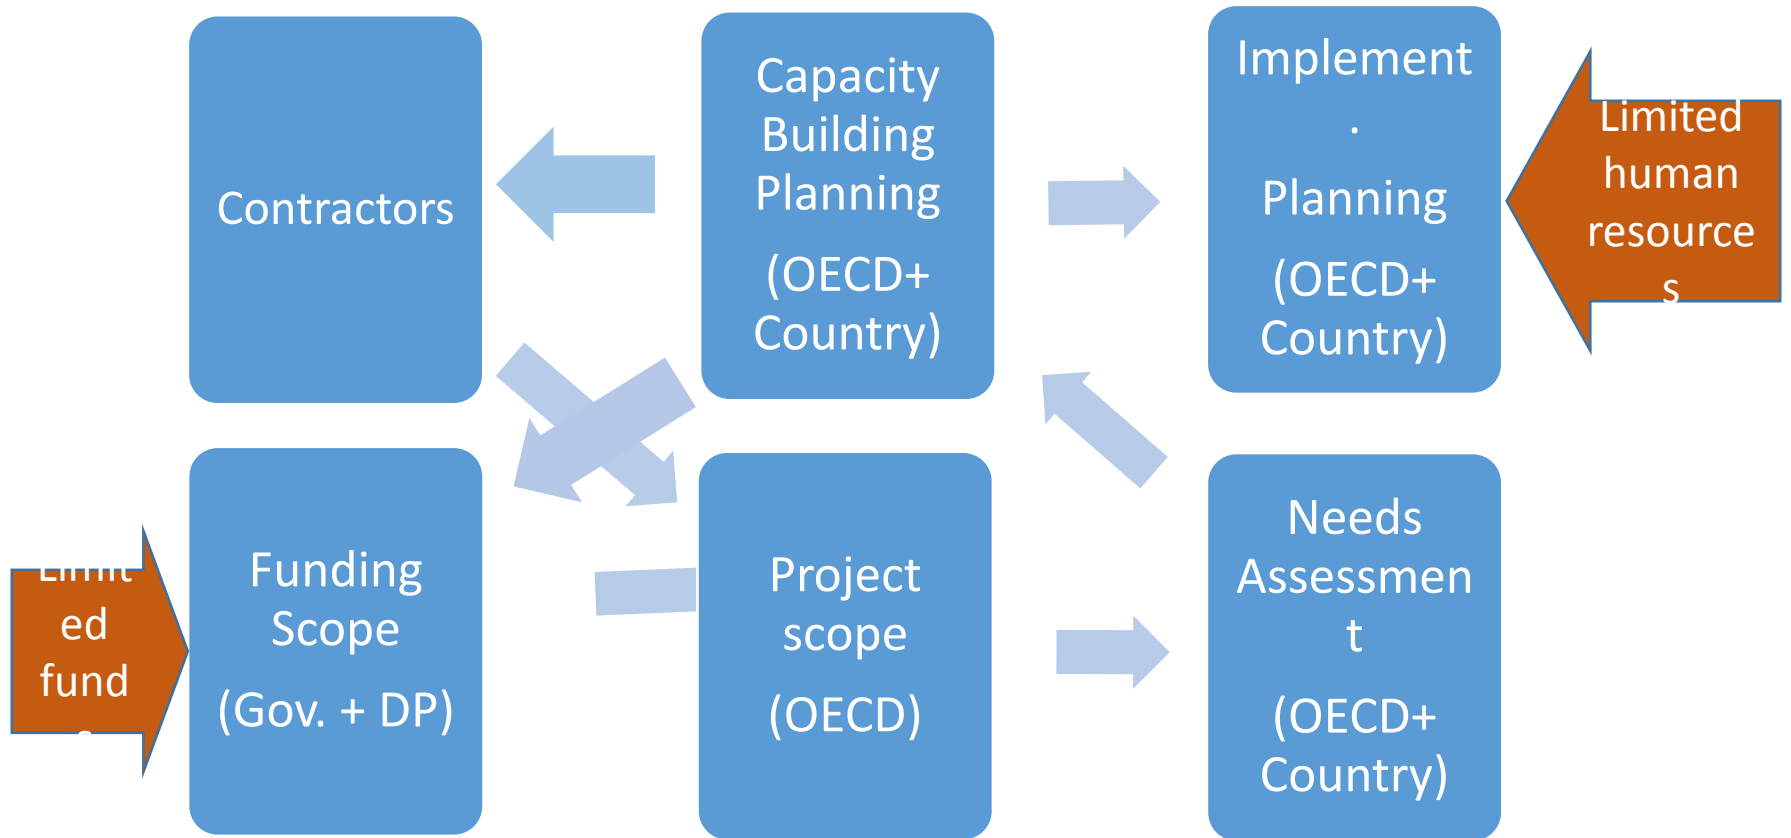 Contractors
Capacity
Building
Planning
(OECD+
Country)
Implement
.
Planning
(OECD+
Country)
Limited
human
resource
s
Limit
ed
fund
s
Funding
Scope
(Gov. + DP)
Project
scope
(OECD)
Needs
Assessmen
t
(OECD+
Country)